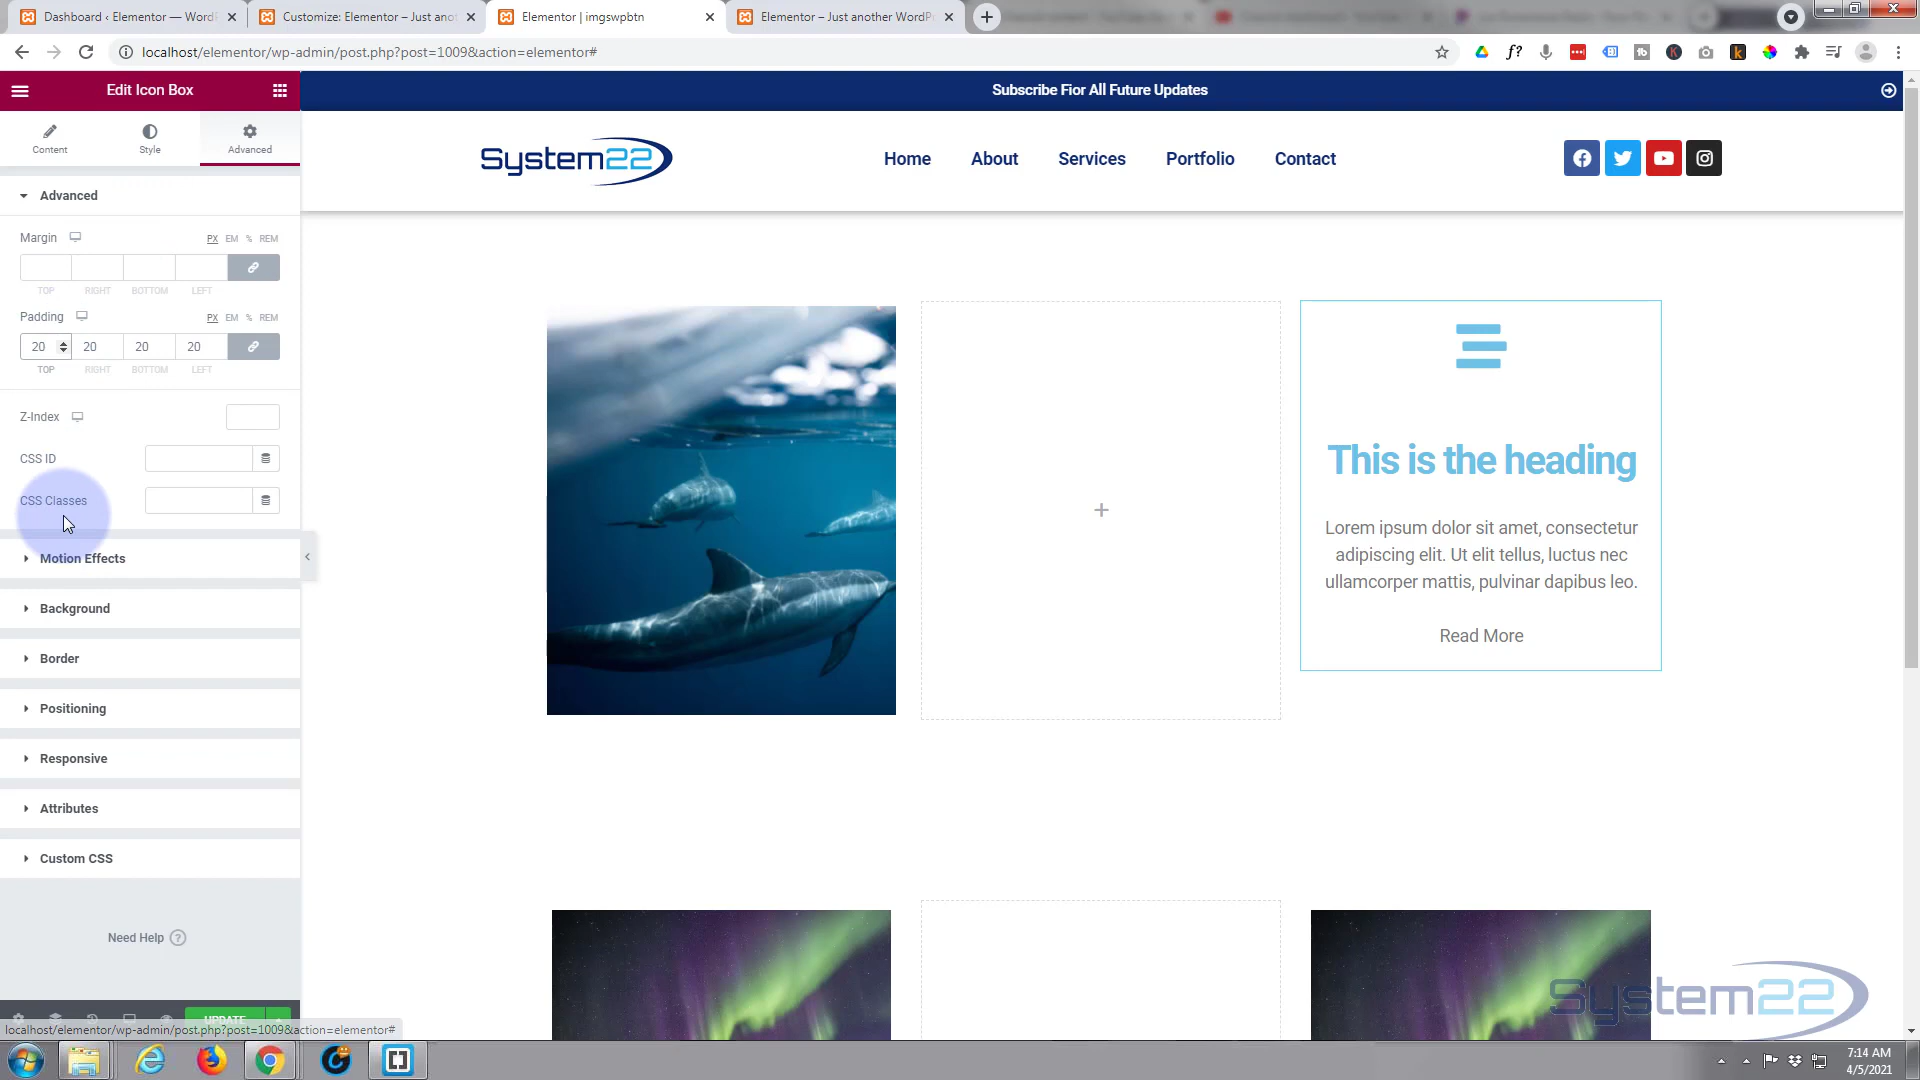 Dashboard ‹ Elementor — WordP
Customize: Elementor – Just anot
Elementor | imgswpbtn
Elementor – Just another WordPr
localhost/elementor/wp-admin/post.php?post=1009&action=elementor#
Edit Icon Box
Content
Style
Advanced
Advanced
Margin
PX EM % REM
TOP RIGHT BOTTOM LEFT
Padding
PX EM % REM
20 20 20 20
TOP RIGHT BOTTOM LEFT
Z-Index
CSS ID
CSS Classes
Motion Effects
Background
Border
Positioning
Responsive
Attributes
Custom CSS
Need Help ?
UPDATE
localhost/elementor/wp-admin/post.php?post=1009&action=elementor#
Subscribe Fior All Future Updates
System22
Home About Services Portfolio Contact
This is the heading
Lorem ipsum dolor sit amet, consectetur
adipiscing elit. Ut elit tellus, luctus nec
ullamcorper mattis, pulvinar dapibus leo.
Read More
System22
7:14 AM
4/5/2021